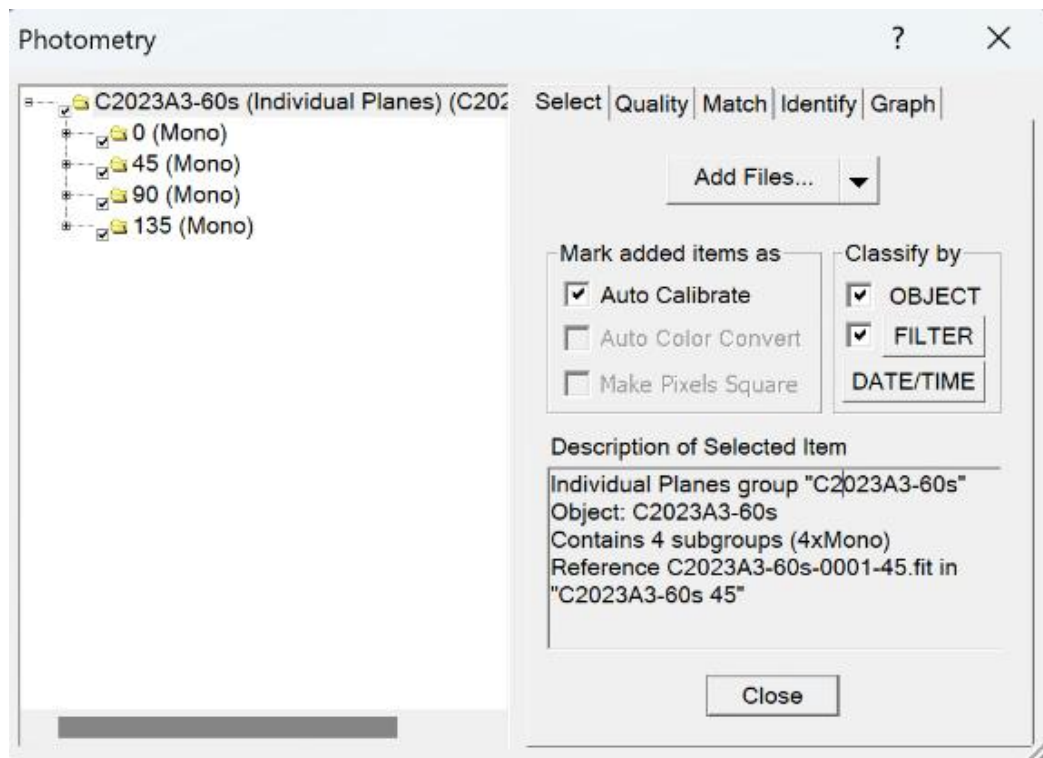 Photometry
?
C2023A3-60s (Individual Planes) (C202
0 (Mono)
45 (Mono)
90 (Mono)
135 (Mono)
Select Quality Match Identify Graph
Add Files...
Mark added items as
Auto Calibrate
Auto Color Convert
Make Pixels Square
Classify by
OBJECT
FILTER
DATE/TIME
Description of Selected Item
Individual Planes group "C2023A3-60s"
Object: C2023A3-60s
Contains 4 subgroups (4xMono)
Reference C2023A3-60s-0001-45.fit in
"C2023A3-60s 45"
Close